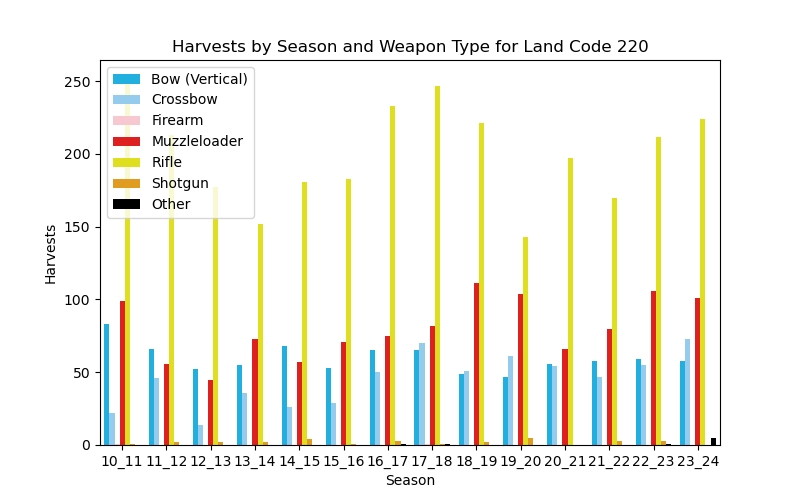 Harvests by Season and Weapon Type for Land Code 220
Bow (Vertical)
Crossbow
Firearm
Muzzleloader
Rifle
Shotgun
Other
Harvests
250
200
150
100
50
0
10_11 11_12 12_13 13_14 14_15 15_16 16_17 17_18 18_19 19_20 20_21 21_22 22_23 23_24
Season